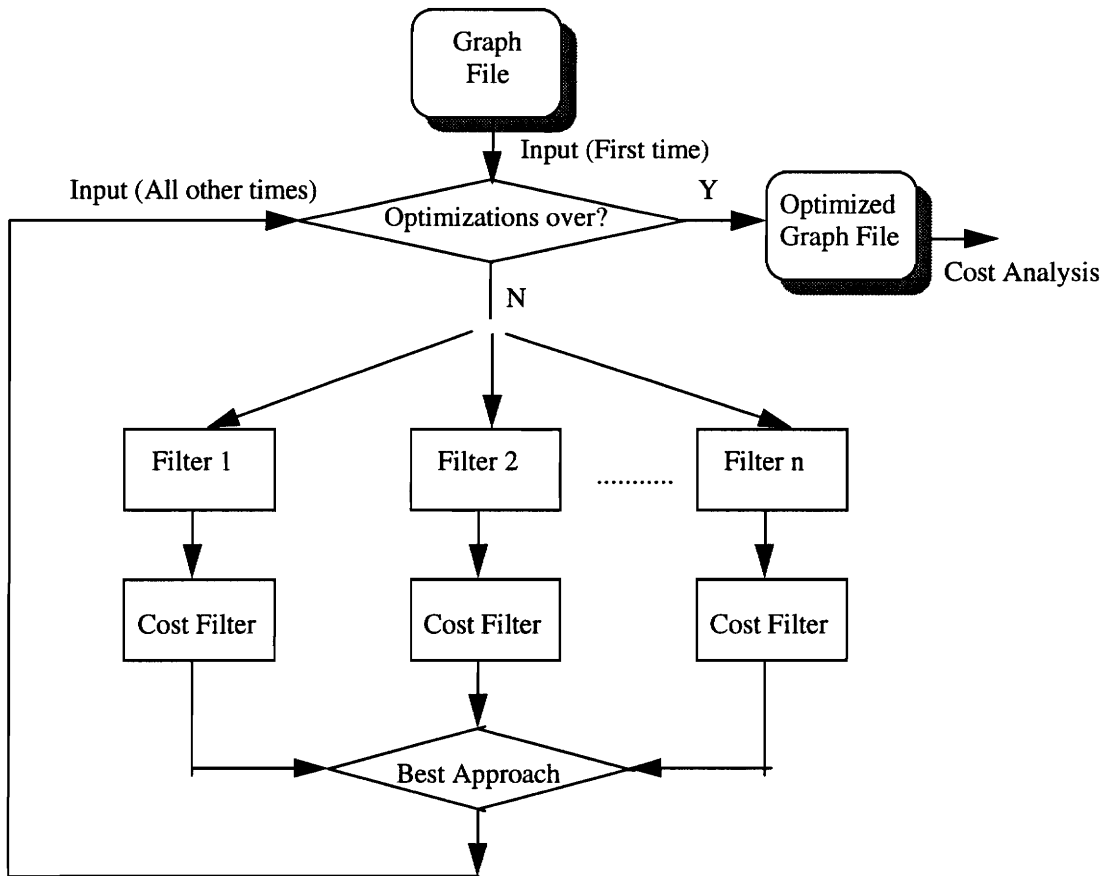 Graph
File
Input (First time)
Input (All other times)
Y
Optimizations over?
Optimized
Graph File
Cost Analysis
N
Filter 1
Filter 2
...........
Filter n
Cost Filter
Cost Filter
Cost Filter
Best Approach